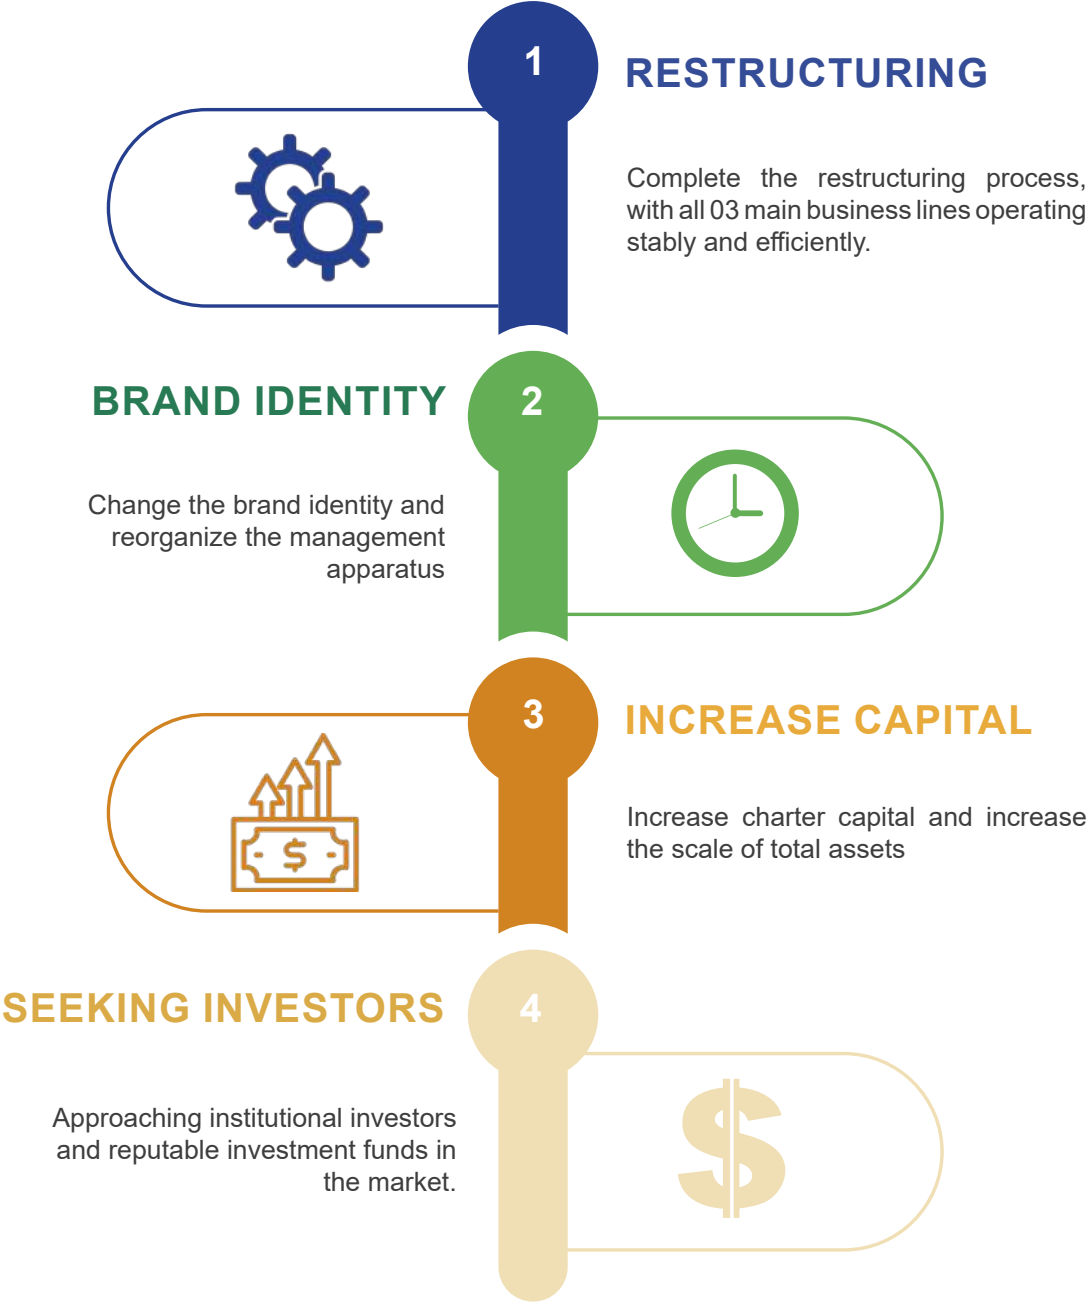 1
RESTRUCTURING
Complete the restructuring process,
with all 03 main business lines operating
stably and efficiently.
2
BRAND IDENTITY
Change the brand identity and
reorganize the management
apparatus
3
INCREASE CAPITAL
Increase charter capital and increase
the scale of total assets
$
4
SEEKING INVESTORS
Approaching institutional investors
and reputable investment funds in
the market.
$